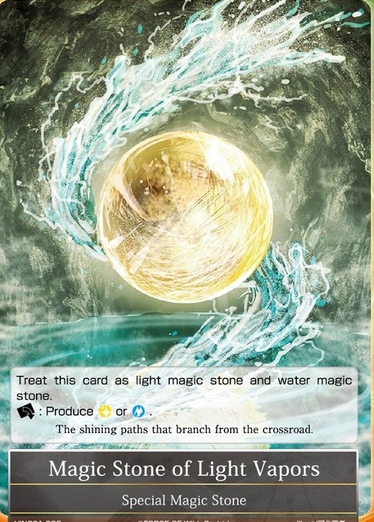 Treat this card as light magic stone and water magic
stone.
: Produce or .
The shining paths that branch from the crossroad.
Magic Stone of Light Vapors
Special Magic Stone